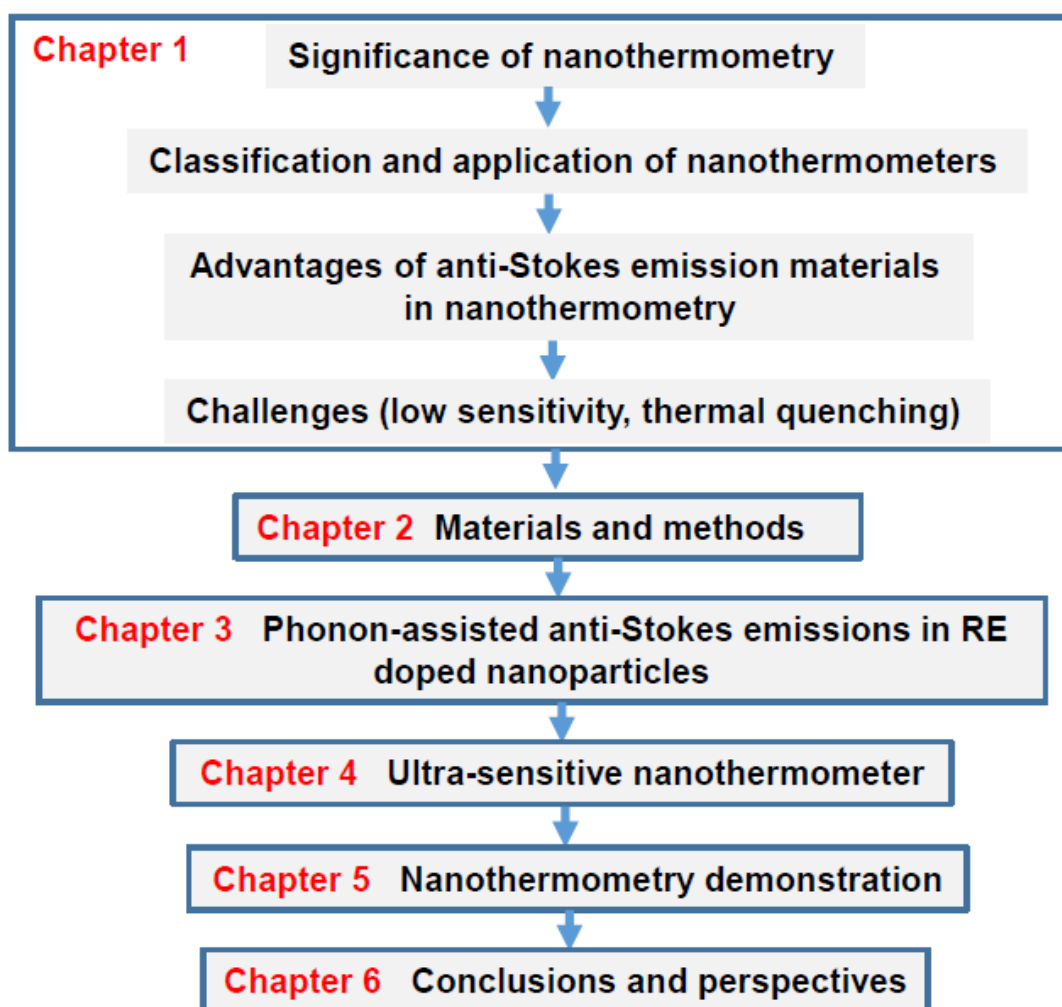 Chapter 1
Significance of nanothermometry
Classification and application of nanothermometers
Advantages of anti-Stokes emission materials
in nanothermometry
Challenges (low sensitivity, thermal quenching)
Chapter 2 Materials and methods
Chapter 3 Phonon-assisted anti-Stokes emissions in RE
doped nanoparticles
Chapter 4 Ultra-sensitive nanothermometer
Chapter 5 Nanothermometry demonstration
Chapter 6 Conclusions and perspectives